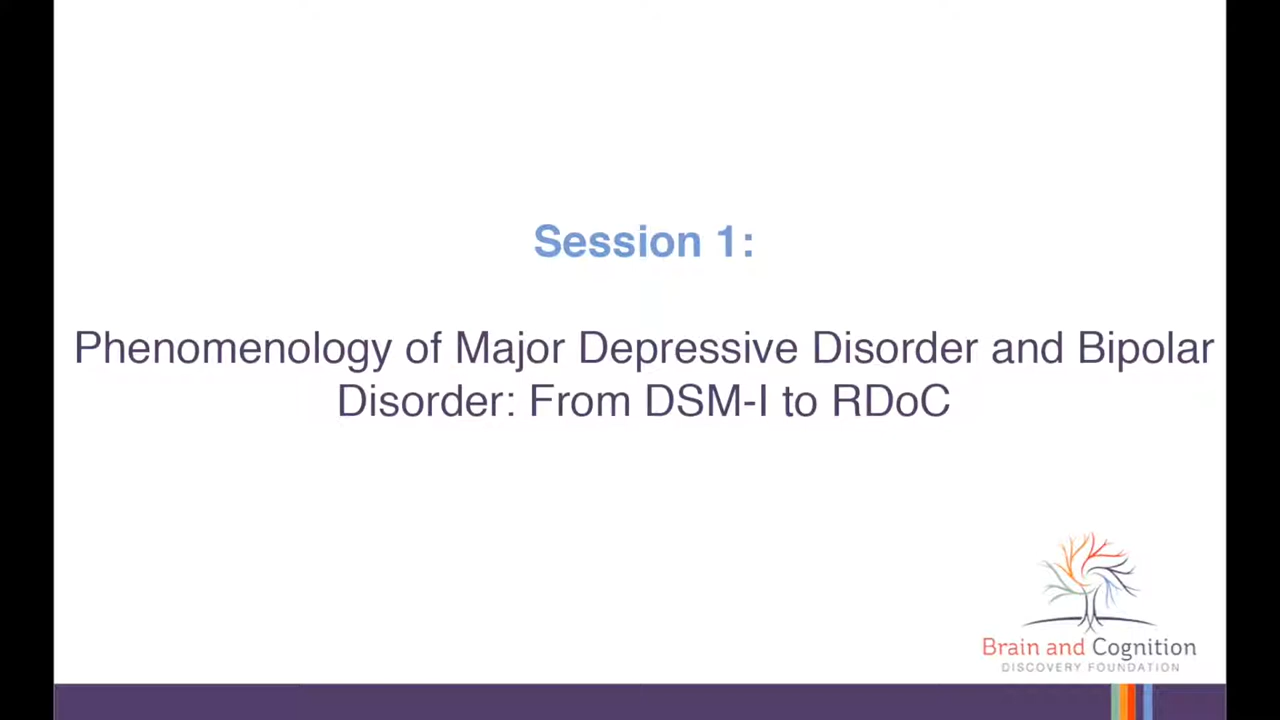 Session 1:
Phenomenology of Major Depressive Disorder and Bipolar
Disorder: From DSM-I to RDoC
Brain and Cognition
DISCOVERY FOUNDATION